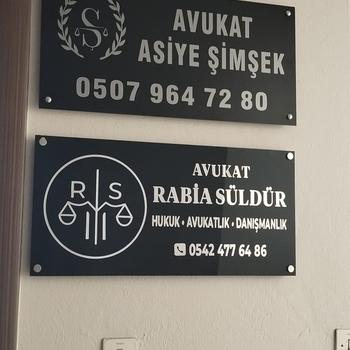 Ş
AVUKAT
ASİYE ŞİMŞEK
0507 964 72 80
R S
AVUKAT
RABİA SÜLDÜR
HUKUK • AVUKATLIK • DANIŞMANLIK
0542 477 64 86